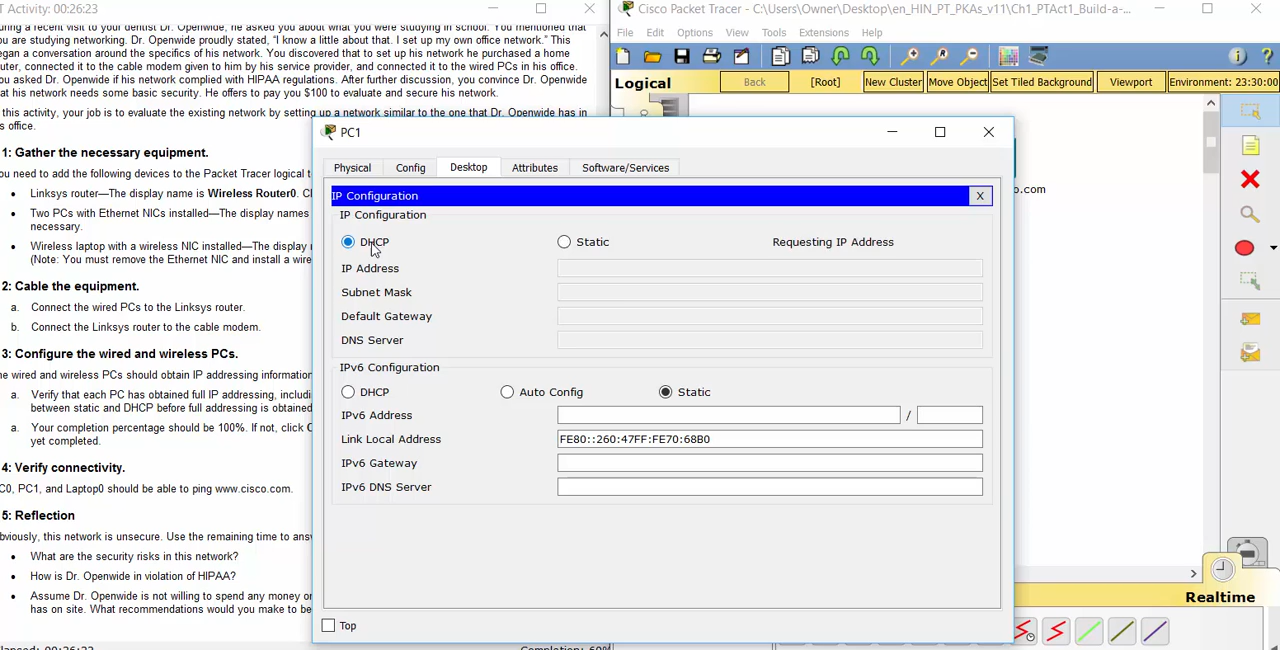 T Activity: 00:26:23
uring a recent visit to your dentist Dr. Openwide, he asked you what you were studying in school. You mentioned that
ou are studying networking. Dr. Openwide proudly stated, "I know a little about that. I set up my own office network." This
egan a conversation around the specifics of his network. You discovered that to set up his network he purchased a home
uter, connected it to the cable modem given to him by his service provider, and connected it to the wired PCs in his office.
ou asked Dr. Openwide if his network complied with HIPAA regulations. After further discussion, you convince Dr. Openwide
at his network needs some basic security. He offers to pay you $100 to evaluate and secure his network.
this activity, your job is to evaluate the existing network by setting up a network similar to the one that Dr. Openwide has in
s office.
1: Gather the necessary equipment.
ou need to add the following devices to the Packet Tracer logical t
• Linksys router—The display name is Wireless Router0. Cl
• Two PCs with Ethernet NICs installed—The display names
necessary.
• Wireless laptop with a wireless NIC installed—The display r
(Note: You must remove the Ethernet NIC and install a wire
2: Cable the equipment.
a. Connect the wired PCs to the Linksys router.
b. Connect the Linksys router to the cable modem.
3: Configure the wired and wireless PCs.
he wired and wireless PCs should obtain IP addressing information
a. Verify that each PC has obtained full IP addressing, includi
between static and DHCP before full addressing is obtained
a. Your completion percentage should be 100%. If not, click C
yet completed.
4: Verify connectivity.
C0, PC1, and Laptop0 should be able to ping www.cisco.com.
5: Reflection
bviously, this network is unsecure. Use the remaining time to ans
• What are the security risks in this network?
• How is Dr. Openwide in violation of HIPAA?
• Assume Dr. Openwide is not willing to spend any money or
has on site. What recommendations would you make to be
Cisco Packet Tracer - C:\Users\Owner\Desktop\en_HIN_PT_PKAs_v11\Ch1_PTAct1_Build-a-...
File Edit Options View Tools Extensions Help
Logical Back [Root] New Cluster Move Object Set Tiled Background Viewport Environment: 23:30:00
o.com
PC1
Physical Config Desktop Attributes Software/Services
IP Configuration X
IP Configuration
DHCP Static Requesting IP Address
IP Address
Subnet Mask
Default Gateway
DNS Server
IPv6 Configuration
DHCP Auto Config Static
IPv6 Address /
Link Local Address FE80::260:47FF:FE70:68B0
IPv6 Gateway
IPv6 DNS Server
Top
Realtime